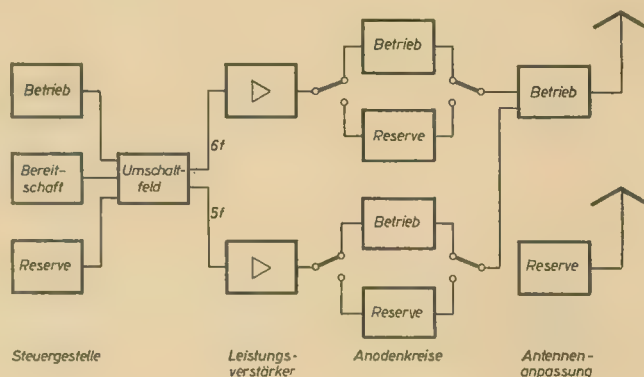 Betrieb
Bereit-
schaft
Reserve
Umschalt-
feld
6f
5f
Betrieb
Reserve
Betrieb
Reserve
Betrieb
Reserve
Steuergestelle
Leistungs-
verstärker
Anodenkreise
Antennen-
anpassung